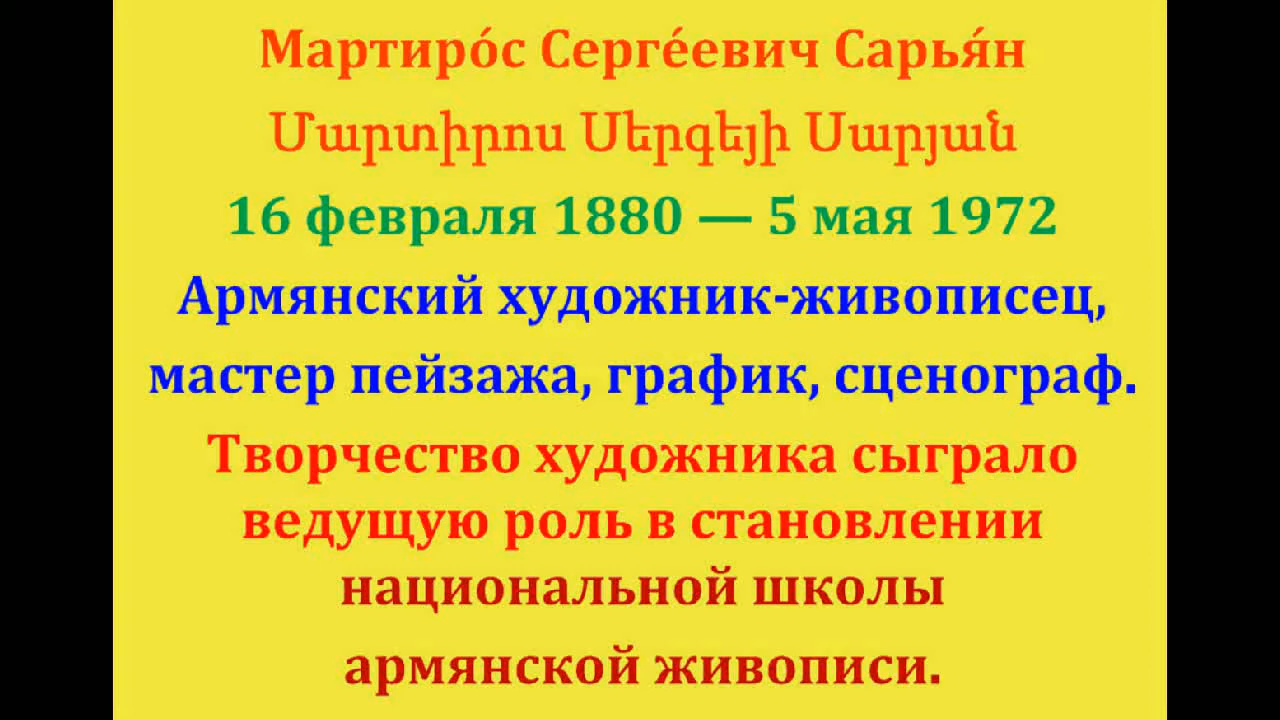 Мартиро́с Серге́евич Сарья́н
Մարտիրոս Սերգեյի Սարյան
16 февраля 1880 — 5 мая 1972
Армянский художник-живописец,
мастер пейзажа, график, сценограф.
Творчество художника сыграло
ведущую роль в становлении
национальной школы
армянской живописи.